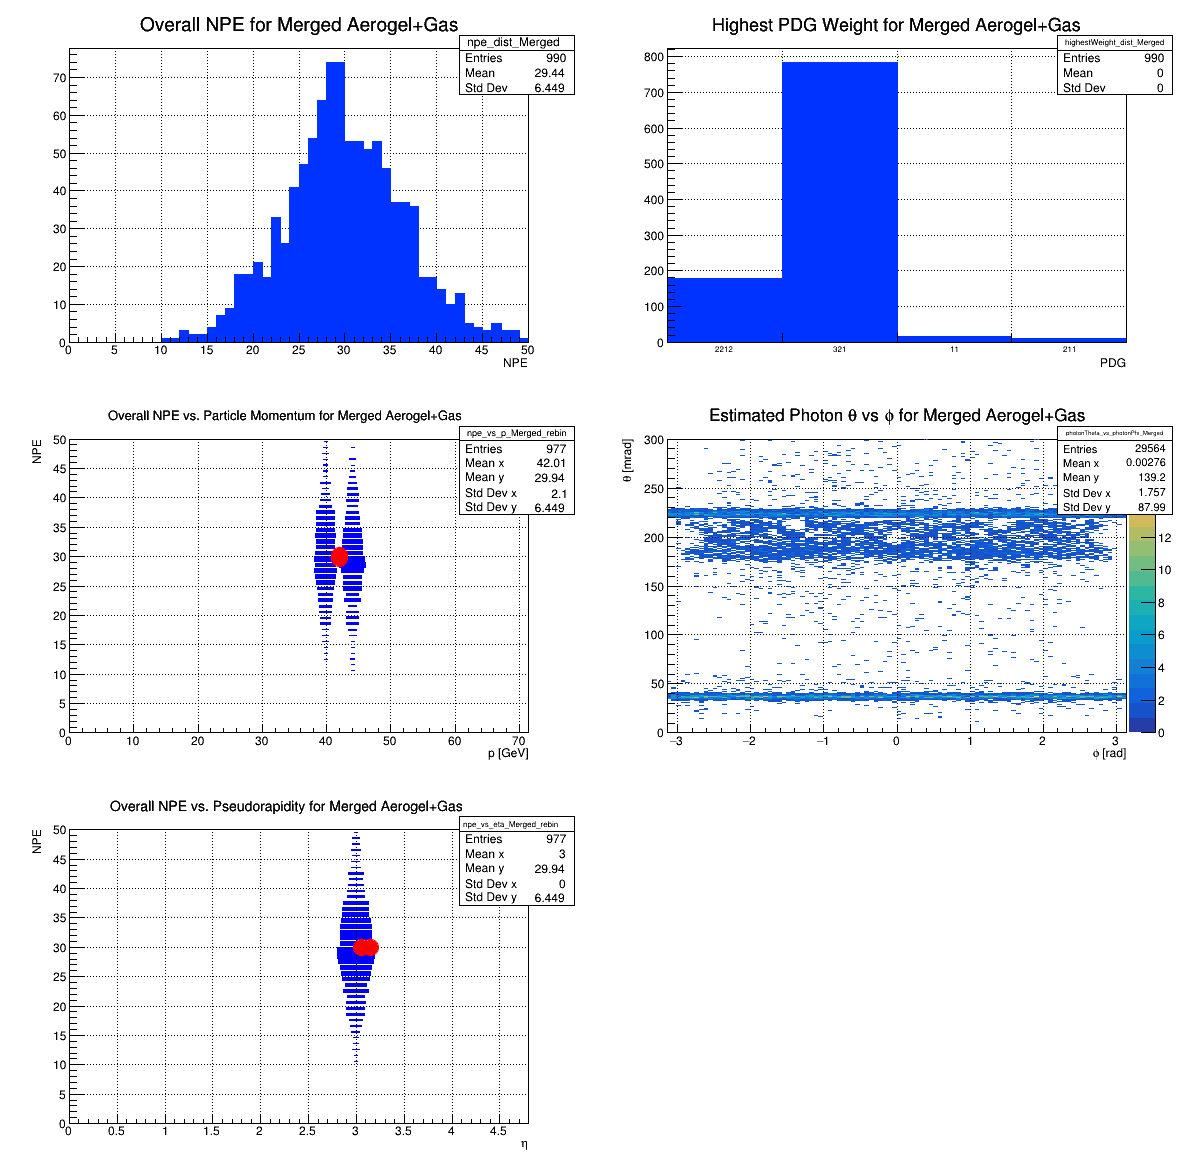 Overall NPE for Merged Aerogel+Gas
npe_dist_Merged
Entries 990
Mean 29.44
Std Dev 6.449
70
60
50
40
30
20
10
0
0 5 10 15 20 25 30 35 40 45 50
NPE
Highest PDG Weight for Merged Aerogel+Gas
highestWeight_dist_Merged
Entries 990
Mean 0
Std Dev 0
800
700
600
500
400
300
200
100
0
2212 321 11 211
PDG
Overall NPE vs. Particle Momentum for Merged Aerogel+Gas
npe_vs_p_Merged_rebin
Entries 977
Mean x 42.01
Mean y 29.94
Std Dev x 2.1
Std Dev y 6.449
NPE
50
45
40
35
30
25
20
15
10
5
0
0 10 20 30 40 50 60 70
p [GeV]
Estimated Photon θ vs ϕ for Merged Aerogel+Gas
photonTheta_vs_photonPhi_Merged
Entries 29564
Mean x 0.00276
Mean y 139.2
Std Dev x 1.757
Std Dev y 87.99
θ [mrad]
300
250
200
150
100
50
0
−3 −2 −1 0 1 2 3
ϕ [rad]
12
10
8
6
4
2
0
Overall NPE vs. Pseudorapidity for Merged Aerogel+Gas
npe_vs_eta_Merged_rebin
Entries 977
Mean x 3
Mean y 29.94
Std Dev x 0
Std Dev y 6.449
NPE
50
45
40
35
30
25
20
15
10
5
0
0 0.5 1 1.5 2 2.5 3 3.5 4 4.5
η